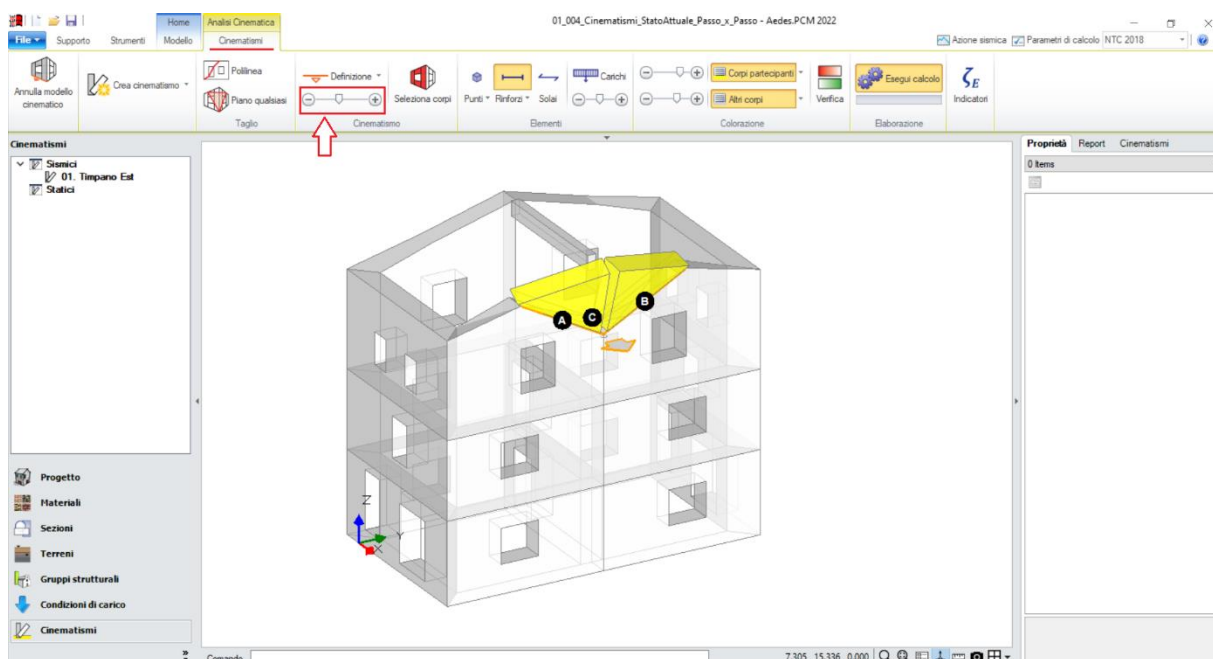 Home Analisi Cinematica 01_004_Cinematismi_StatoAttuale_Passo_x_Passo - Aedes.PCM 2022
File Supporto Strumenti Modello Cinematismi Azione sismica Parametri di calcolo NTC 2018
Annulla modello cinematico
Crea cinematismo
Polilinea
Piano qualsiasi
Taglio
Definizione
Seleziona corpi
Cinematismo
Punti Rinforzi Solai
Carichi
Elementi
Corpi partecipanti
Altri corpi
Verifica
Colorazione
Esegui calcolo
Elaborazione
ζE
Indicatori
Cinematismi
Sismici
01. Timpano Est
Statici
A C B
Z
Y
X
Proprietà Report Cinematismi
0 Items
Progetto
Materiali
Sezioni
Terreni
Gruppi strutturali
Condizioni di carico
Cinematismi
Comando 7.305 15.336 0.000